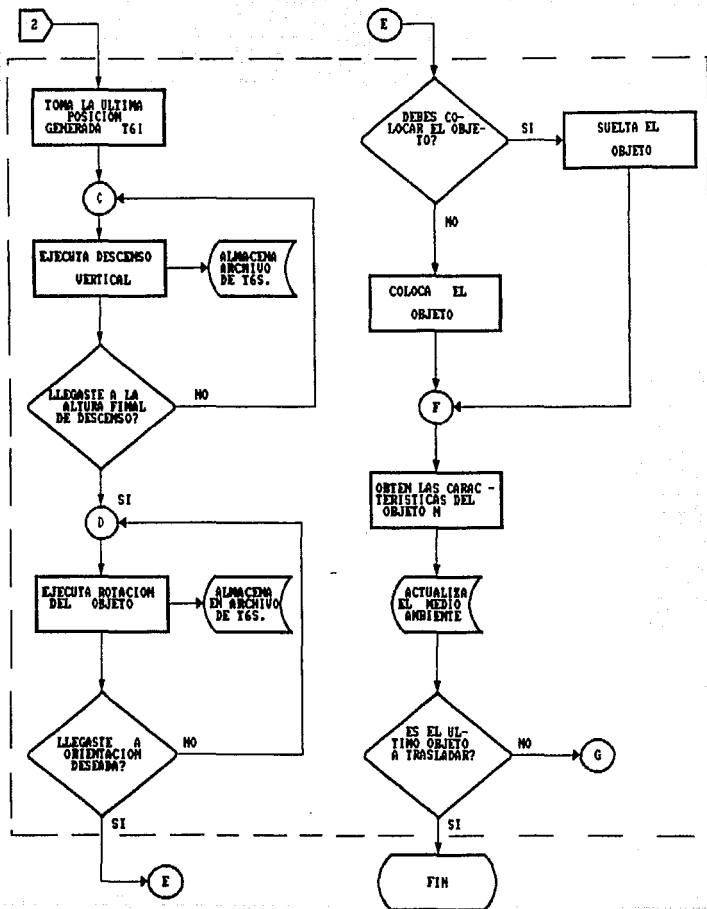 2
TOMA LA ULTIMA
POSICIÓN
GENERADA T6I
C
EJECUTA DESCENSO
VERTICAL
ALMACENA
ARCHIVO
DE T6S.
LLEGASTE A LA
ALTURA FINAL
DE DESCENSO?
NO
SI
D
EJECUTA ROTACION
DEL OBJETO
ALMACENA
EN ARCHIVO
DE T6S.
LLEGASTE A
ORIENTACION
DESEADA?
NO
SI
E
E
DEBES CO-
LOCAR EL OBJE-
TO?
SI
SUELTA EL
OBJETO
NO
COLOCA EL
OBJETO
F
OBTEN LAS CARAC -
TERISTICAS DEL
OBJETO M
ACTUALIZA
EL MEDIO
AMBIENTE
ES EL UL-
TIMO OBJETO
A TRASLADAR?
NO
G
SI
FIN